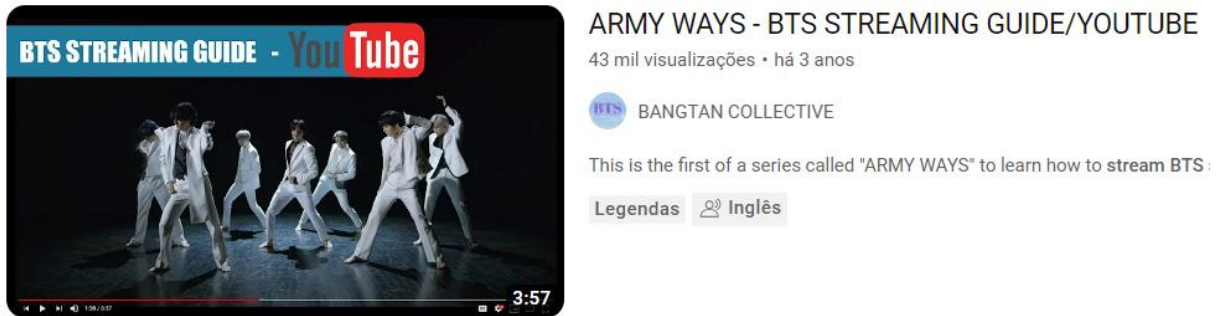 BTS STREAMING GUIDE - YouTube
3:57
ARMY WAYS - BTS STREAMING GUIDE/YOUTUBE
43 mil visualizações • há 3 anos
BTS
BANGTAN COLLECTIVE
This is the first of a series called "ARMY WAYS" to learn how to stream BTS
Legendas Inglês